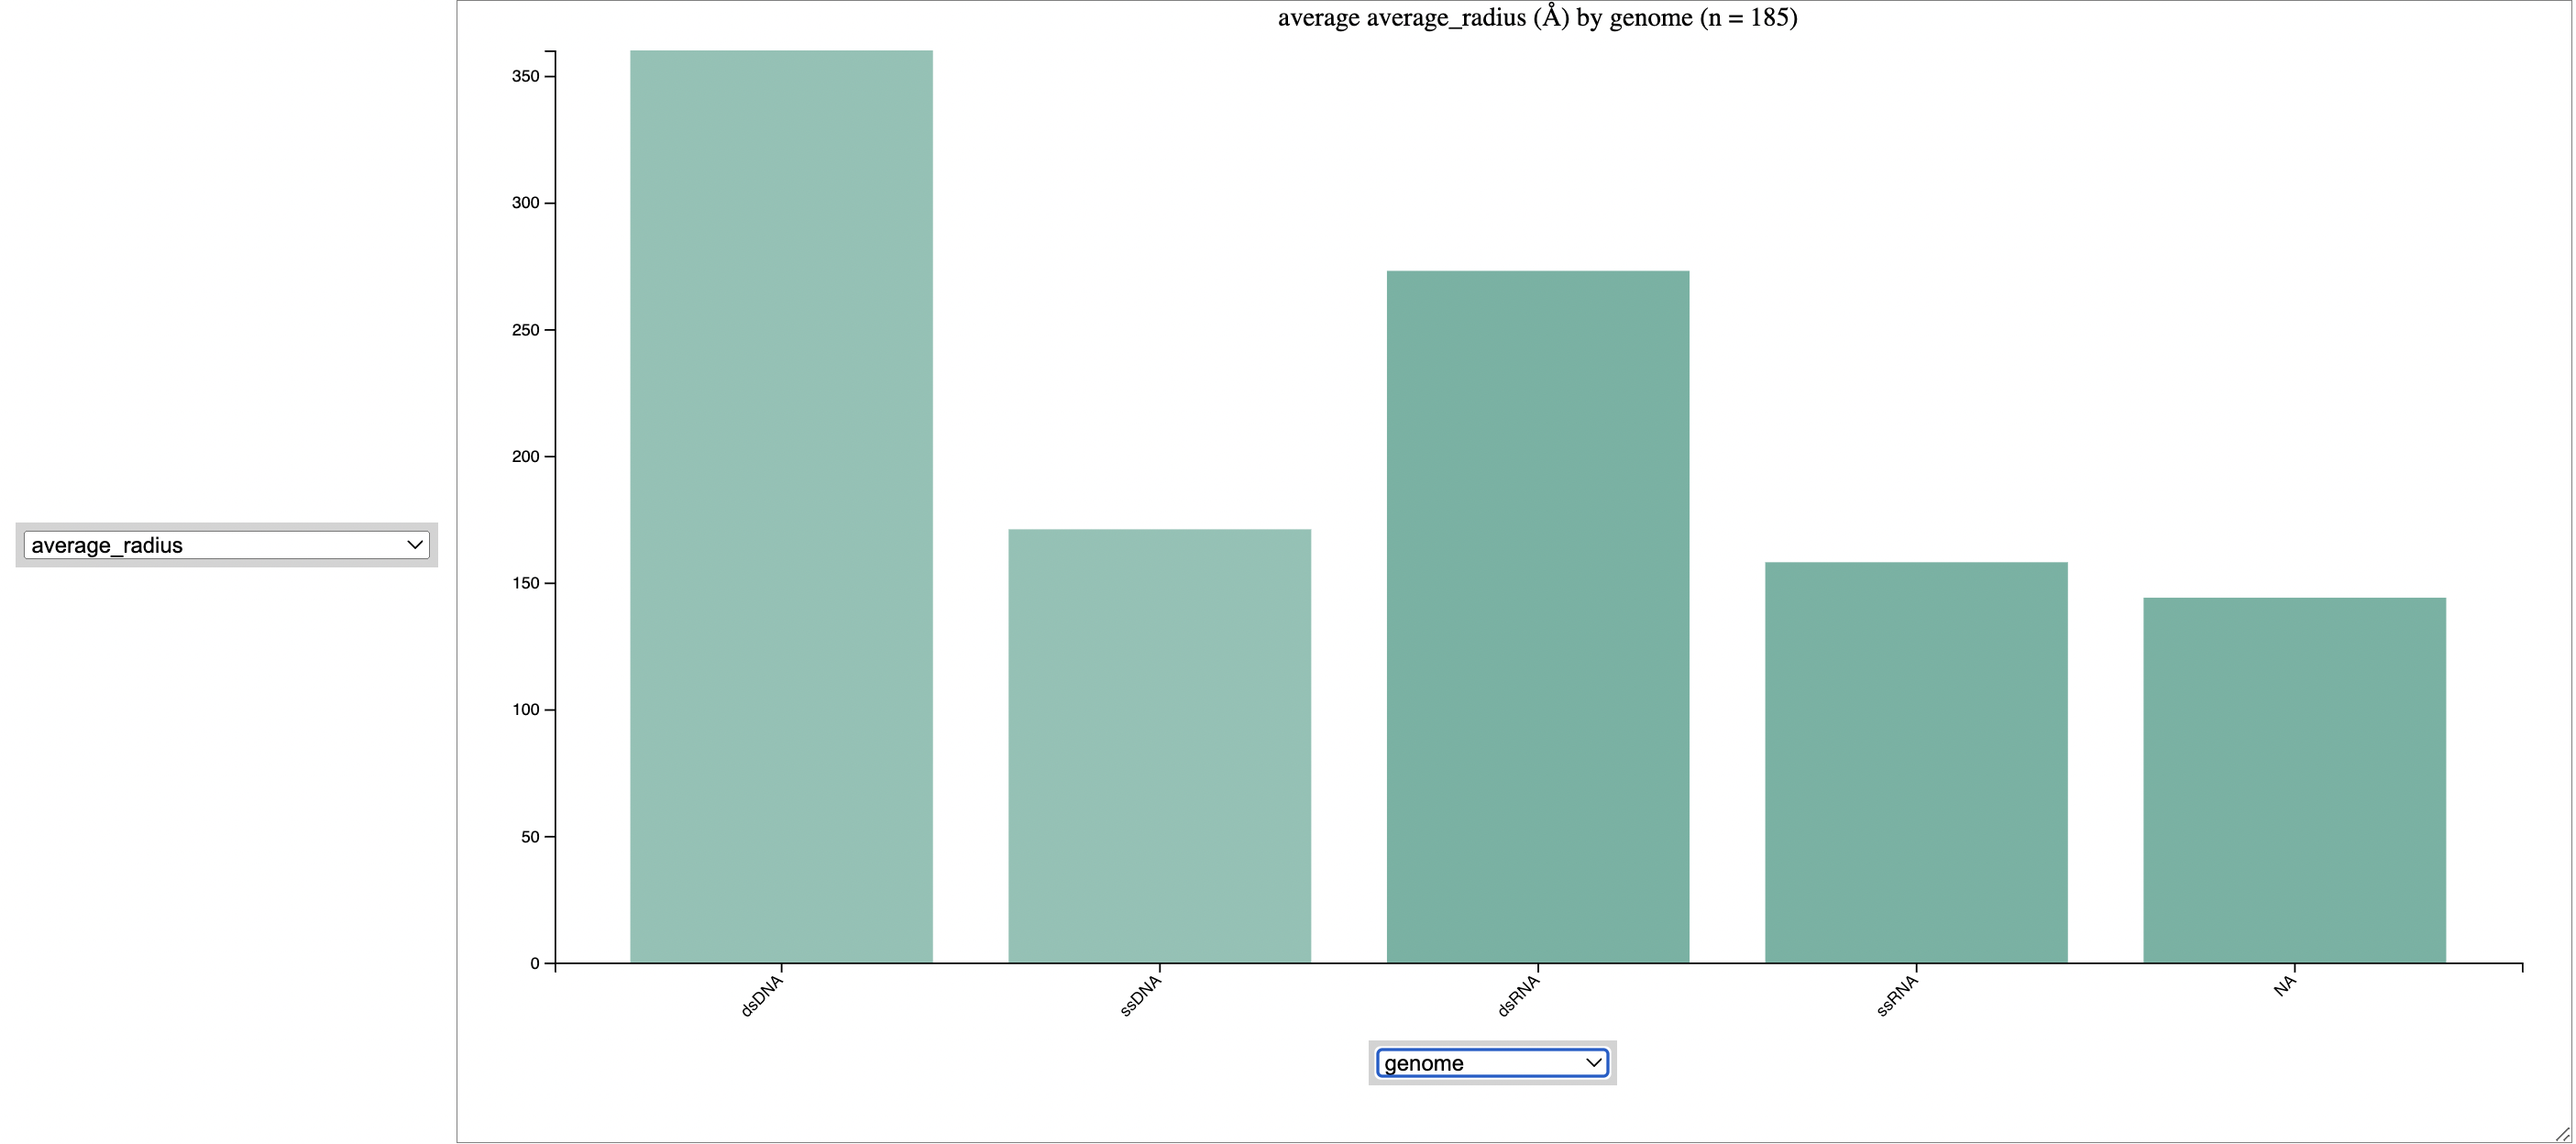 average average_radius (Å) by genome (n = 185)
350
300
250
200
150
100
50
0
average_radius
dsDNA
ssDNA
dsRNA
ssRNA
NA
genome